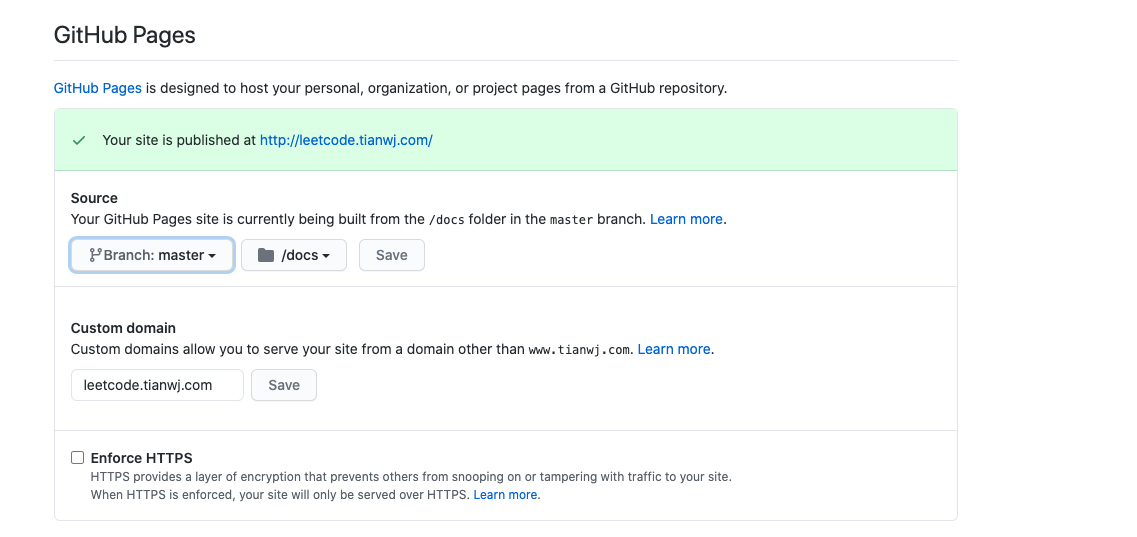 GitHub Pages
GitHub Pages is designed to host your personal, organization, or project pages from a GitHub repository.
Your site is published at http://leetcode.tianwj.com/
Source
Your GitHub Pages site is currently being built from the /docs folder in the master branch. Learn more.
Branch: master /docs Save
Custom domain
Custom domains allow you to serve your site from a domain other than www.tianwj.com. Learn more.
leetcode.tianwj.com Save
Enforce HTTPS
HTTPS provides a layer of encryption that prevents others from snooping on or tampering with traffic to your site.
When HTTPS is enforced, your site will only be served over HTTPS. Learn more.